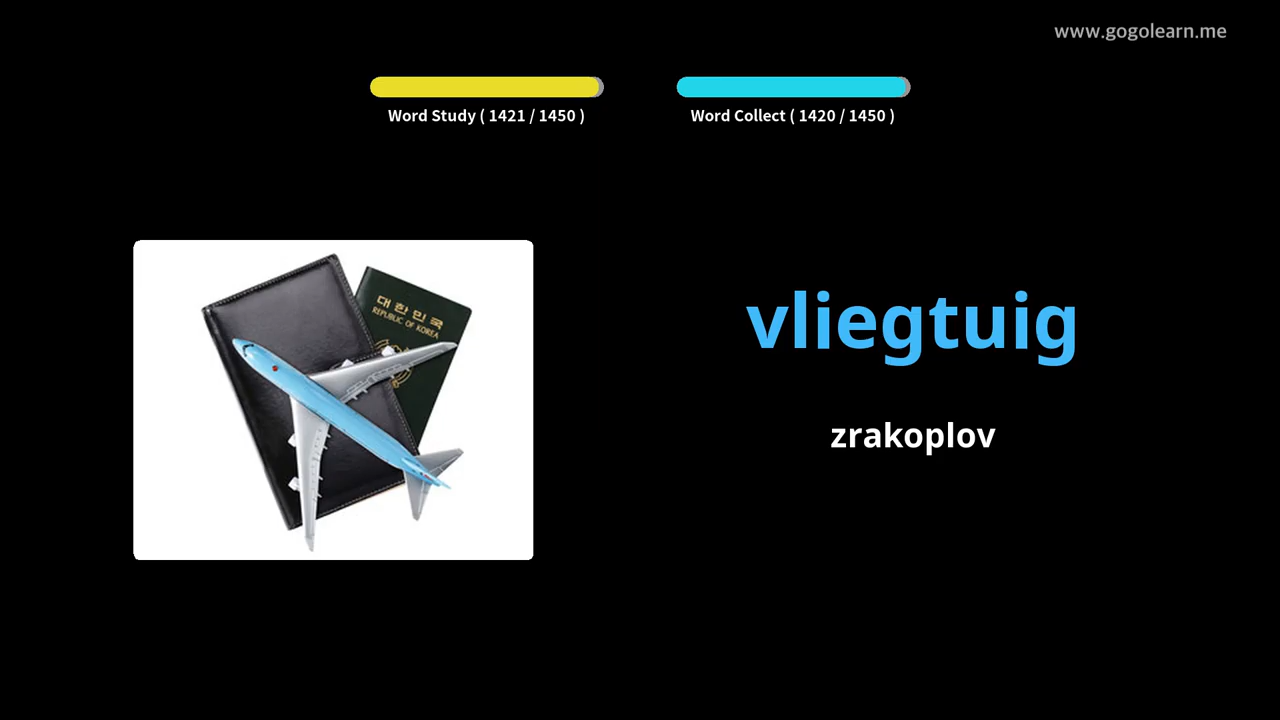 www.gogolearn.me
Word Study ( 1421 / 1450 )
Word Collect ( 1420 / 1450 )
대한민국
REPUBLIC OF KOREA
vliegtuig
zrakoplov